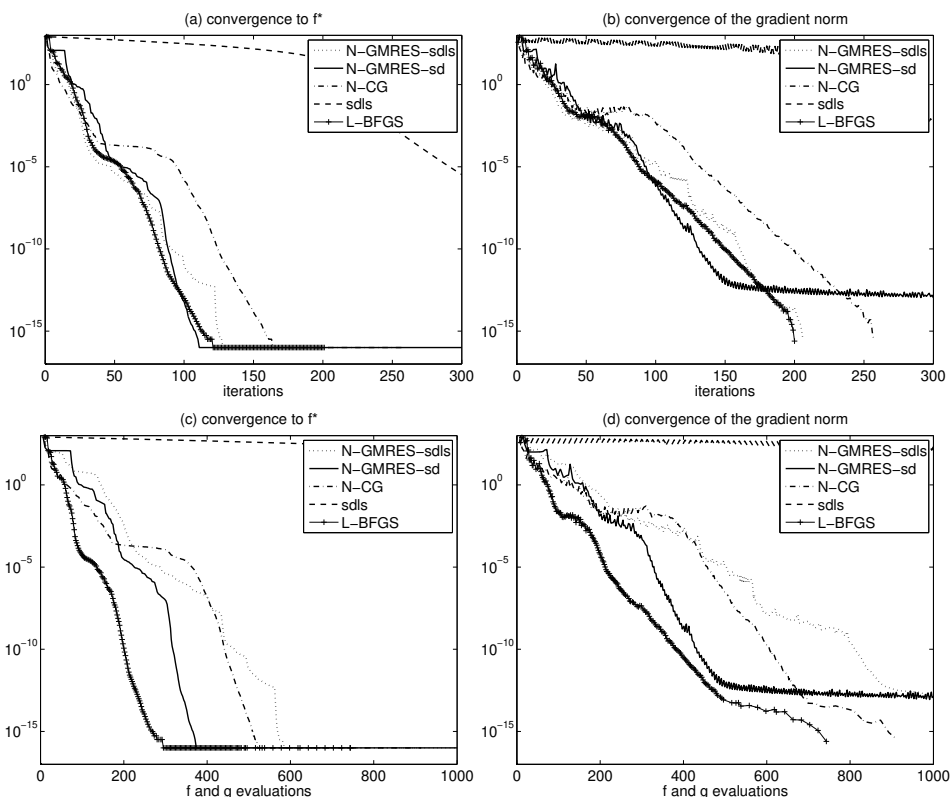 (a) convergence to f*
N−GMRES−sdls
N−GMRES−sd
N−CG
sdls
L−BFGS
10^0
10^−5
10^−10
10^−15
0 50 100 150 200 250 300
iterations
(b) convergence of the gradient norm
N−GMRES−sdls
N−GMRES−sd
N−CG
sdls
L−BFGS
10^0
10^−5
10^−10
10^−15
0 50 100 150 200 250 300
iterations
(c) convergence to f*
N−GMRES−sdls
N−GMRES−sd
N−CG
sdls
L−BFGS
10^0
10^−5
10^−10
10^−15
0 200 400 600 800 1000
f and g evaluations
(d) convergence of the gradient norm
N−GMRES−sdls
N−GMRES−sd
N−CG
sdls
L−BFGS
10^0
10^−5
10^−10
10^−15
0 200 400 600 800 1000
f and g evaluations